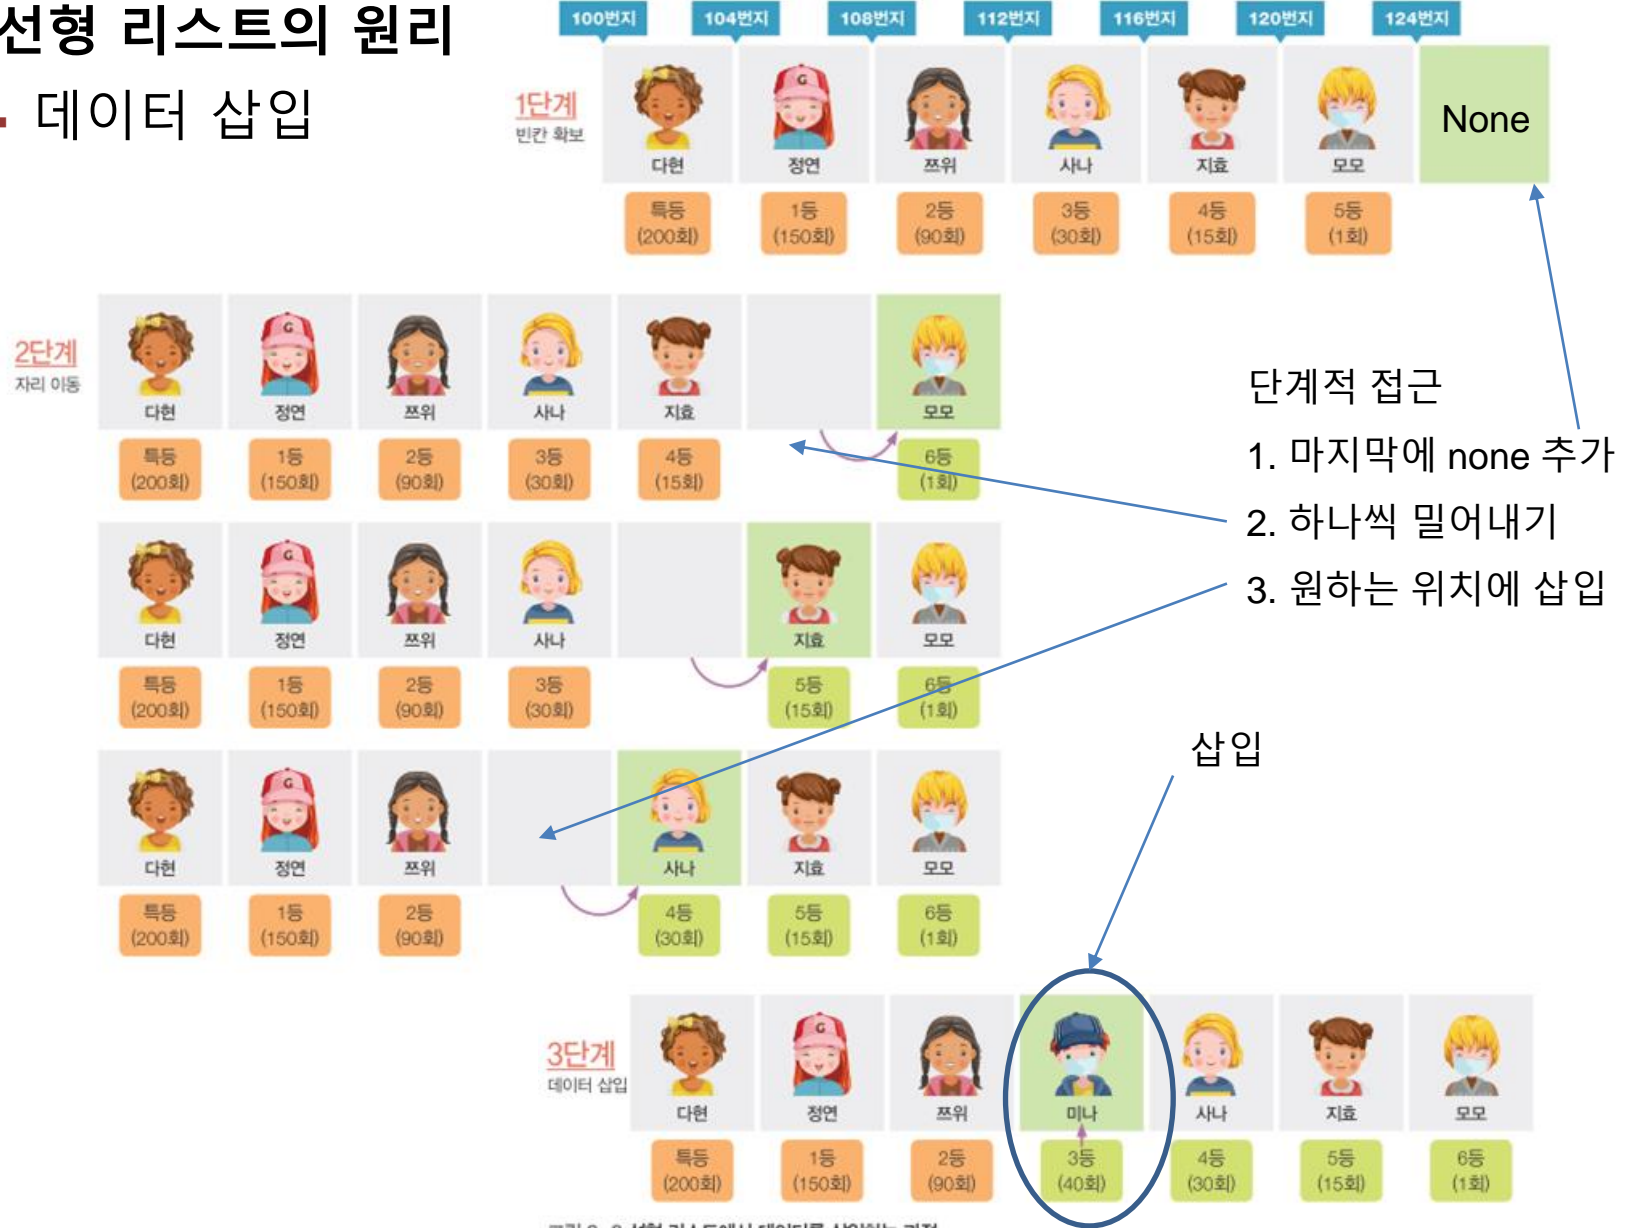 선형 리스트의 원리
데이터 삽입
100번지 104번지 108번지 112번지 116번지 120번지 124번지
1단계
빈칸 확보
None
다현 정연 쯔위 사나 지효 모모
특등 1등 2등 3등 4등 5등
(200회) (150회) (90회) (30회) (15회) (1회)
2단계
자리 이동
다현 정연 쯔위 사나 지효 모모
특등 1등 2등 3등 4등 6등
(200회) (150회) (90회) (30회) (15회) (1회)
G
다현 정연 쯔위 사나 지효 모모
특등 1등 2등 3등 5등 6등
(200회) (150회) (90회) (30회) (15회) (1회)
G
다현 정연 쯔위 사나 지효 모모
특등 1등 2등 4등 5등 6등
(200회) (150회) (90회) (30회) (15회) (1회)
단계적 접근
1. 마지막에 none 추가
2. 하나씩 밀어내기
3. 원하는 위치에 삽입
삽입
3단계
데이터 삽입
G
다현 정연 쯔위 미나 사나 지효 모모
특등 1등 2등 3등 4등 5등 6등
(200회) (150회) (90회) (40회) (30회) (15회) (1회)